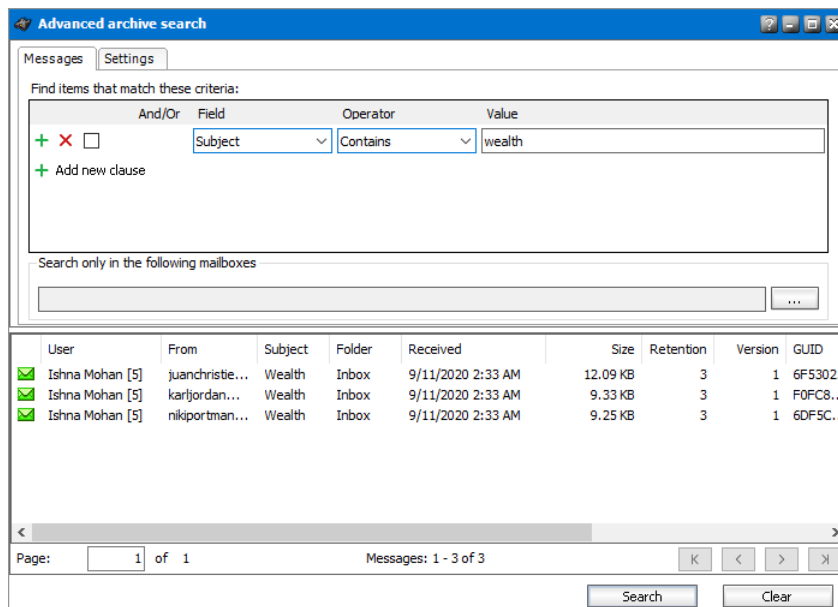 Advanced archive search
Messages Settings
Find items that match these criteria:
And/Or Field Operator Value
Subject Contains wealth
Add new clause
Search only in the following mailboxes
...
User From Subject Folder Received Size Retention Version GUID
Ishna Mohan [5] juanchristie... Wealth Inbox 9/11/2020 2:33 AM 12.09 KB 3 1 6F5302
Ishna Mohan [5] karljordan... Wealth Inbox 9/11/2020 2:33 AM 9.33 KB 3 1 F0FC8..
Ishna Mohan [5] nikiportman... Wealth Inbox 9/11/2020 2:33 AM 9.25 KB 3 1 6DF5C..
Page: 1 of 1 Messages: 1 - 3 of 3
Search Clear